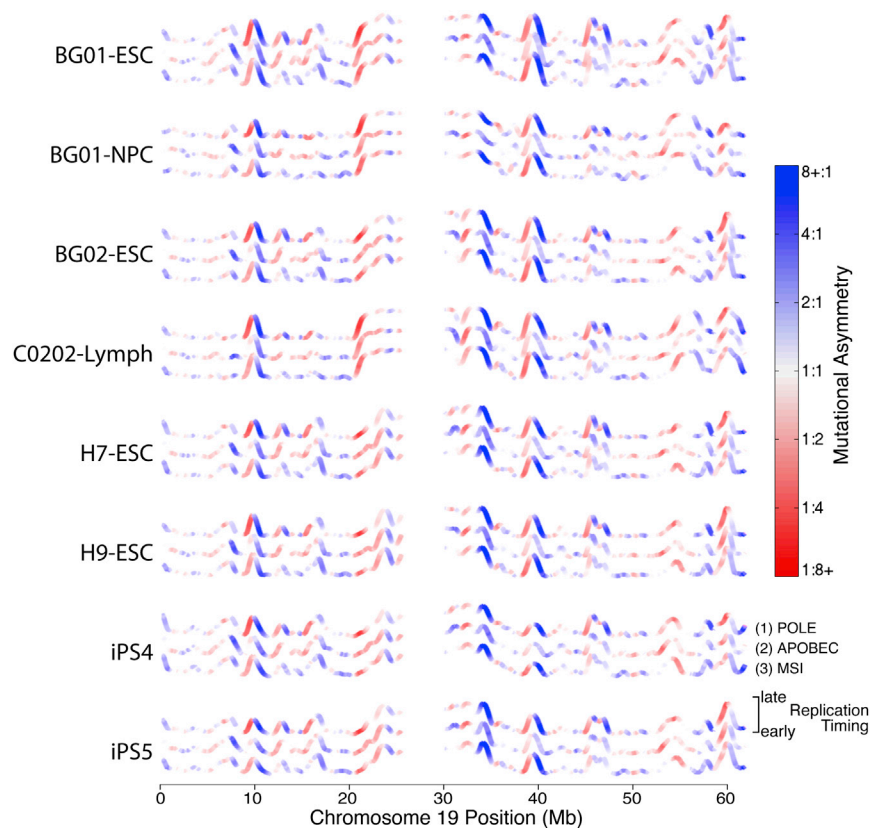 BG01-ESC
BG01-NPC
BG02-ESC
C0202-Lymph
H7-ESC
H9-ESC
iPS4
iPS5
8+:1
4:1
2:1
1:1
1:2
1:4
1:8+
Mutational Asymmetry
(1) POLE
(2) APOBEC
(3) MSI
late
early
Replication
Timing
0 10 20 30 40 50 60
Chromosome 19 Position (Mb)